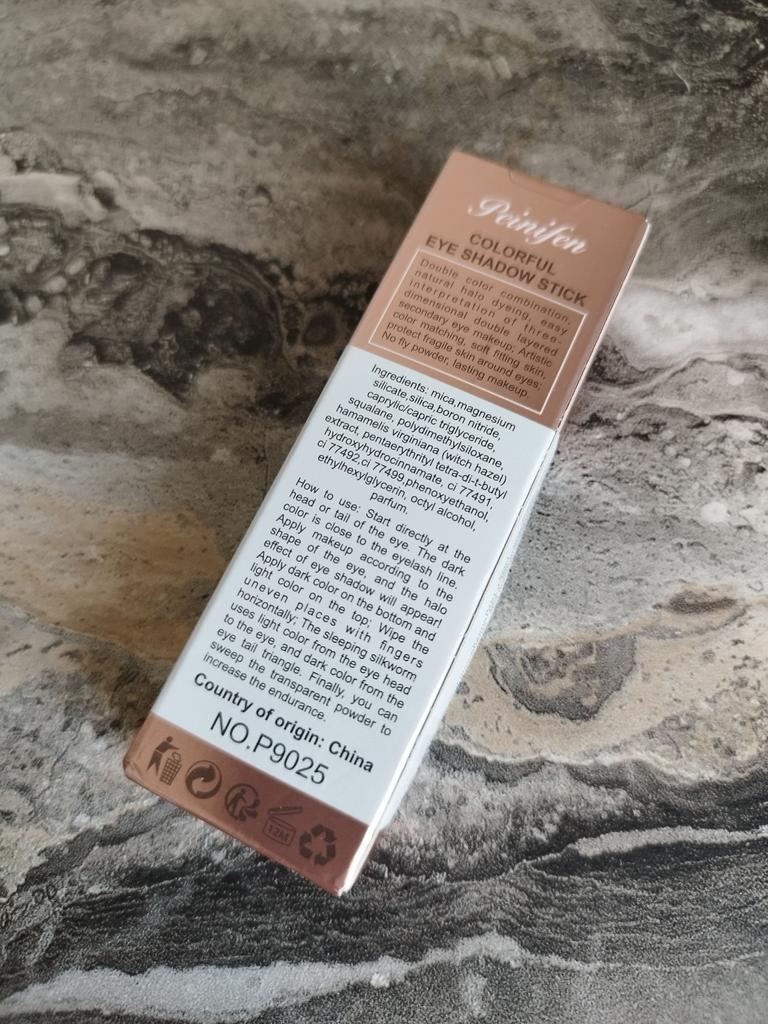 Peinifen
COLORFUL
EYE SHADOW STICK
Double color combination,
natural halo dyeing, easy
interpretation of three-
dimensional double layered
secondary eye makeup. Artistic
color matching, soft fitting skin,
protect fragile skin around eyes;
No fly powder, lasting makeup.
Ingredients: mica,magnesium
silicate,silica,boron nitride,
caprylic/capric triglyceride,
squalane, polydimethylsiloxane,
hamamelis virginiana (witch hazel)
extract, pentaerythrityl tetra-di-t-butyl
hydroxyhydrocinnamate, ci 77491,
ci 77492,ci 77499,phenoxyethanol,
ethylhexylglycerin, octyl alcohol,
parfum.
How to use: Start directly at the
head or tail of the eye. The dark
color is close to the eyelash line.
Apply makeup according to the
shape of the eye, and the halo
effect of eye shadow will appear!
Apply dark color on the bottom and
light color on the top; Wipe the
uneven places with fingers
horizontally; The sleeping silkworm
uses light color from the eye head
to the eye, and dark color from the
eye tail triangle. Finally, you can
sweep the transparent powder to
increase the endurance.
Country of origin: China
NO.P9025
12M